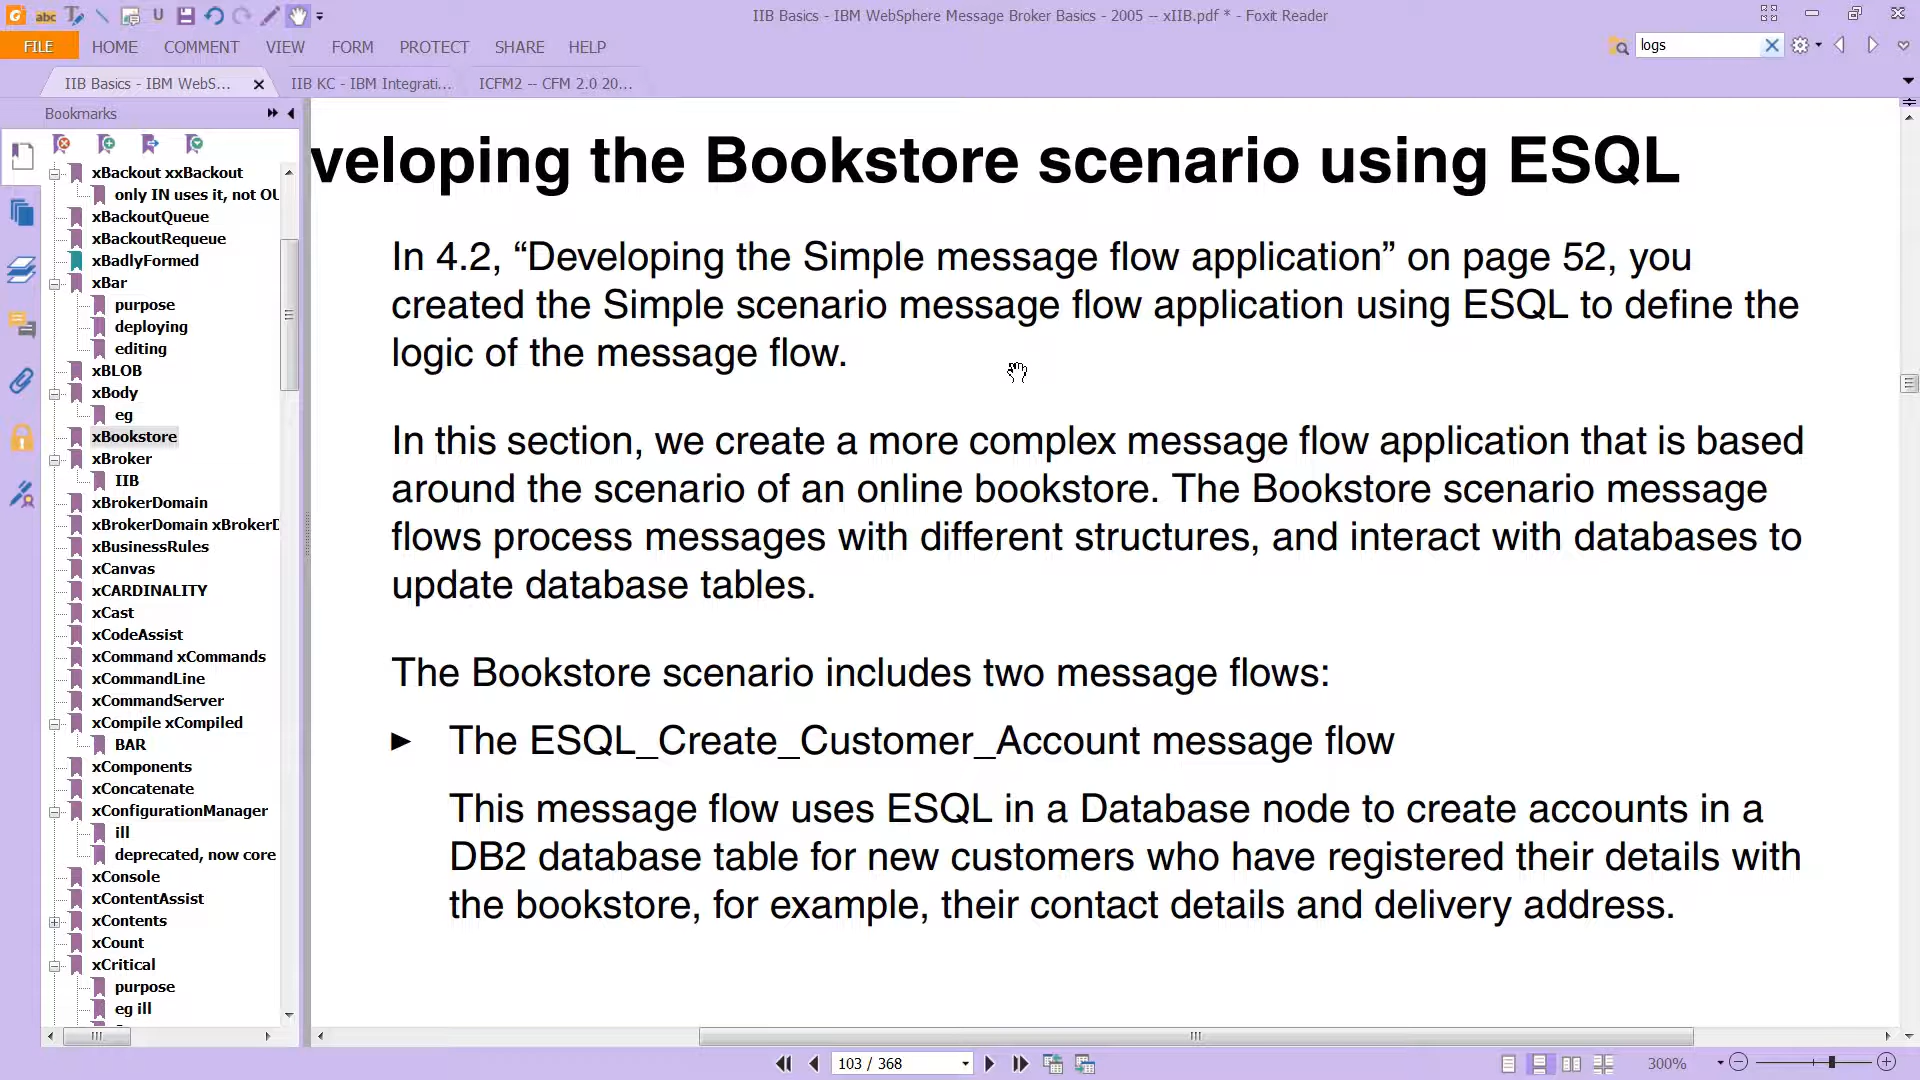 IIB Basics - IBM WebSphere Message Broker Basics - 2005 -- xIIB.pdf * - Foxit Reader
FILE HOME COMMENT VIEW FORM PROTECT SHARE HELP
logs
IIB Basics - IBM WebS... IIB KC - IBM Integrati... ICFM2 -- CFM 2.0 20...
Bookmarks
xBackout xxBackout
only IN uses it, not OU
xBackoutQueue
xBackoutRequeue
xBadlyFormed
xBar
purpose
deploying
editing
xBLOB
xBody
eg
xBookstore
xBroker
IIB
xBrokerDomain
xBrokerDomain xBrokerD
xBusinessRules
xCanvas
xCARDINALITY
xCast
xCodeAssist
xCommand xCommands
xCommandLine
xCommandServer
xCompile xCompiled
BAR
xComponents
xConcatenate
xConfigurationManager
ill
deprecated, now core
xConsole
xContentAssist
xContents
xCount
xCritical
purpose
eg ill
veloping the Bookstore scenario using ESQL
In 4.2, “Developing the Simple message flow application” on page 52, you
created the Simple scenario message flow application using ESQL to define the
logic of the message flow.
In this section, we create a more complex message flow application that is based
around the scenario of an online bookstore. The Bookstore scenario message
flows process messages with different structures, and interact with databases to
update database tables.
The Bookstore scenario includes two message flows:
► The ESQL_Create_Customer_Account message flow
This message flow uses ESQL in a Database node to create accounts in a
DB2 database table for new customers who have registered their details with
the bookstore, for example, their contact details and delivery address.
103 / 368
300%